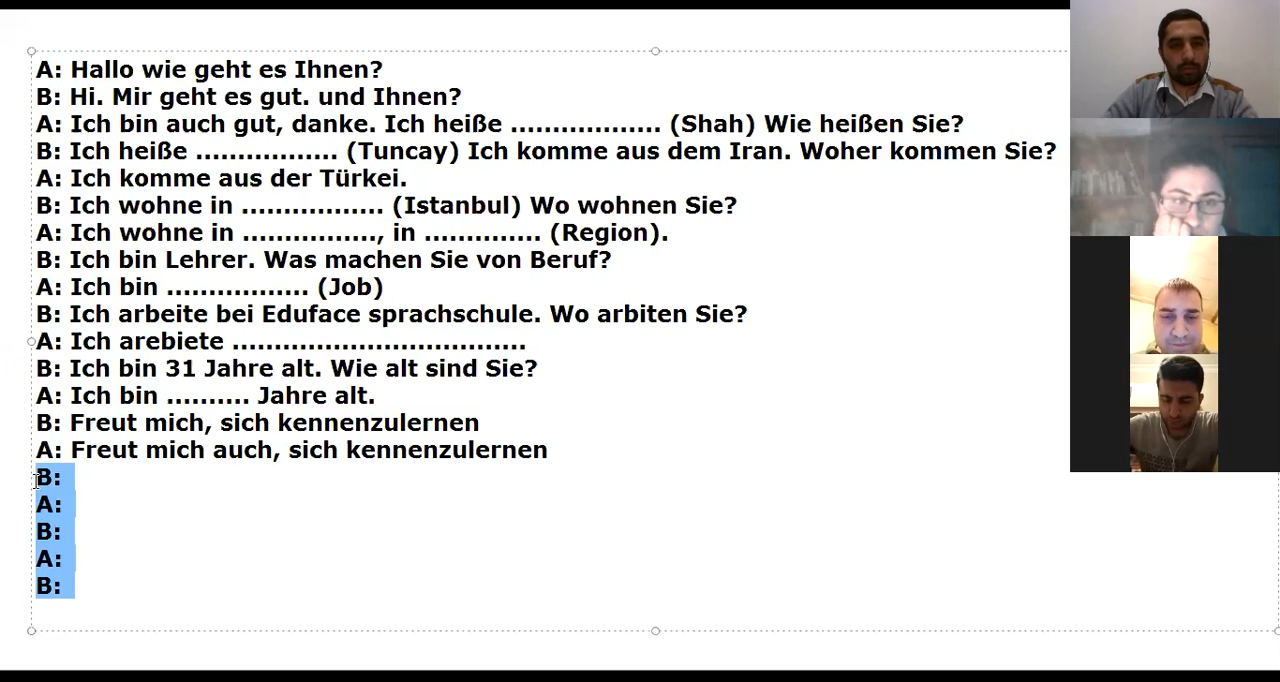 A: Hallo wie geht es Ihnen?
B: Hi. Mir geht es gut. und Ihnen?
A: Ich bin auch gut, danke. Ich heiße .................. (Shah) Wie heißen Sie?
B: Ich heiße ................. (Tuncay) Ich komme aus dem Iran. Woher kommen Sie?
A: Ich komme aus der Türkei.
B: Ich wohne in ................. (Istanbul) Wo wohnen Sie?
A: Ich wohne in ................, in .............. (Region).
B: Ich bin Lehrer. Was machen Sie von Beruf?
A: Ich bin ................. (Job)
B: Ich arbeite bei Eduface sprachschule. Wo arbiten Sie?
A: Ich arebiete ...................................
B: Ich bin 31 Jahre alt. Wie alt sind Sie?
A: Ich bin .......... Jahre alt.
B: Freut mich, sich kennenzulernen
A: Freut mich auch, sich kennenzulernen
B:
A:
B:
A:
B: